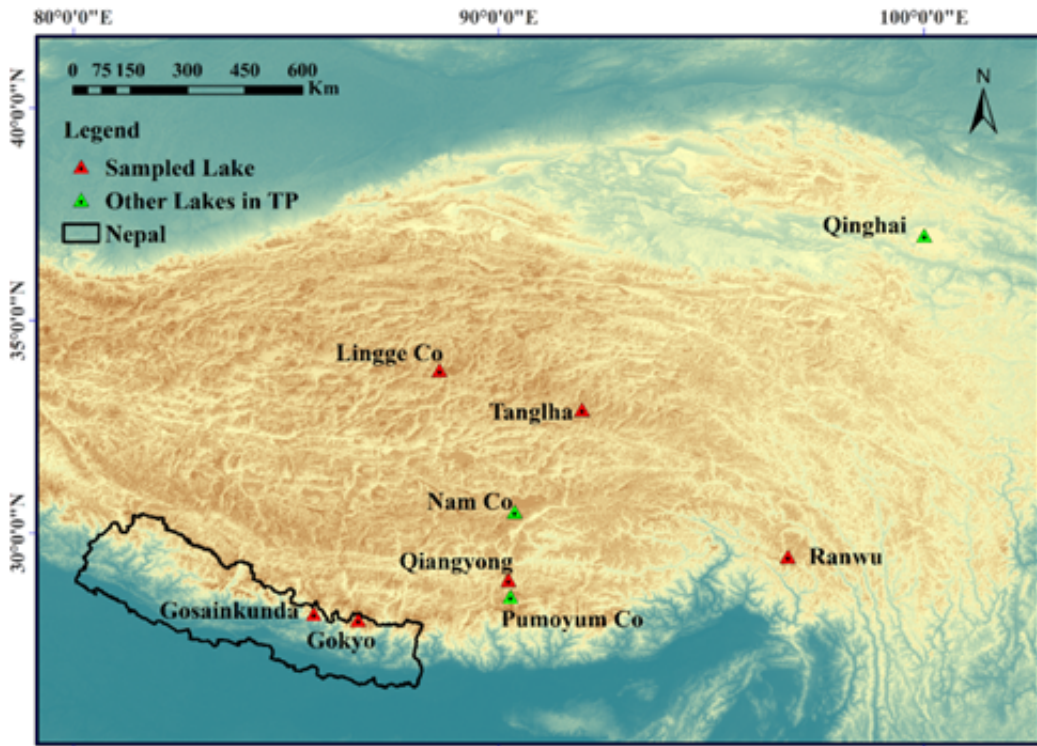 80°0'0"E 90°0'0"E 100°0'0"E
0 75 150 300 450 600
Km
N
40°0'0"N
Legend
Sampled Lake
Other Lakes in TP
Nepal
Qinghai
35°0'0"N
Lingge Co
Tanglha
Nam Co
30°0'0"N
Qiangyong
Ranwu
Gosainkunda
Pumoyum Co
Gokyo